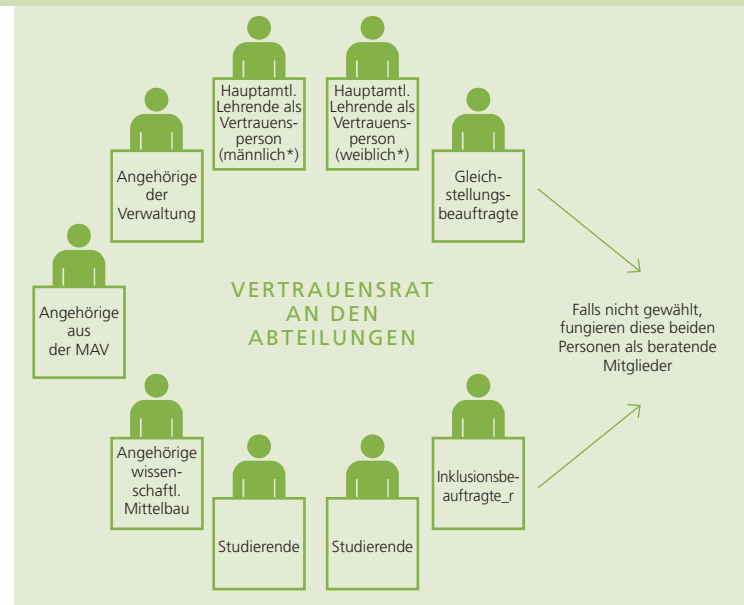 Hauptamtl.
Lehrende als
Vertrauens-
person
(männlich*)
Hauptamtl.
Lehrende als
Vertrauens-
person
(weiblich*)
Angehörige
der
Verwaltung
Gleich-
stellungs-
beauftragte
Angehörige
aus
der MAV
VERTRAUENSRAT
AN DEN
ABTEILUNGEN
Falls nicht gewählt,
fungieren diese beiden
Personen als beratende
Mitglieder
Angehörige
wissen-
schaftl.
Mittelbau
Studierende
Studierende
Inklusionsbe-
auftragte_r